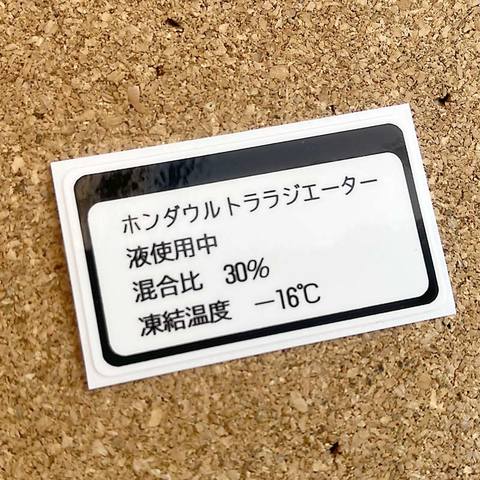 ホンダウルトララジエーター
液使用中
混合比 30%
凍結温度 −16℃